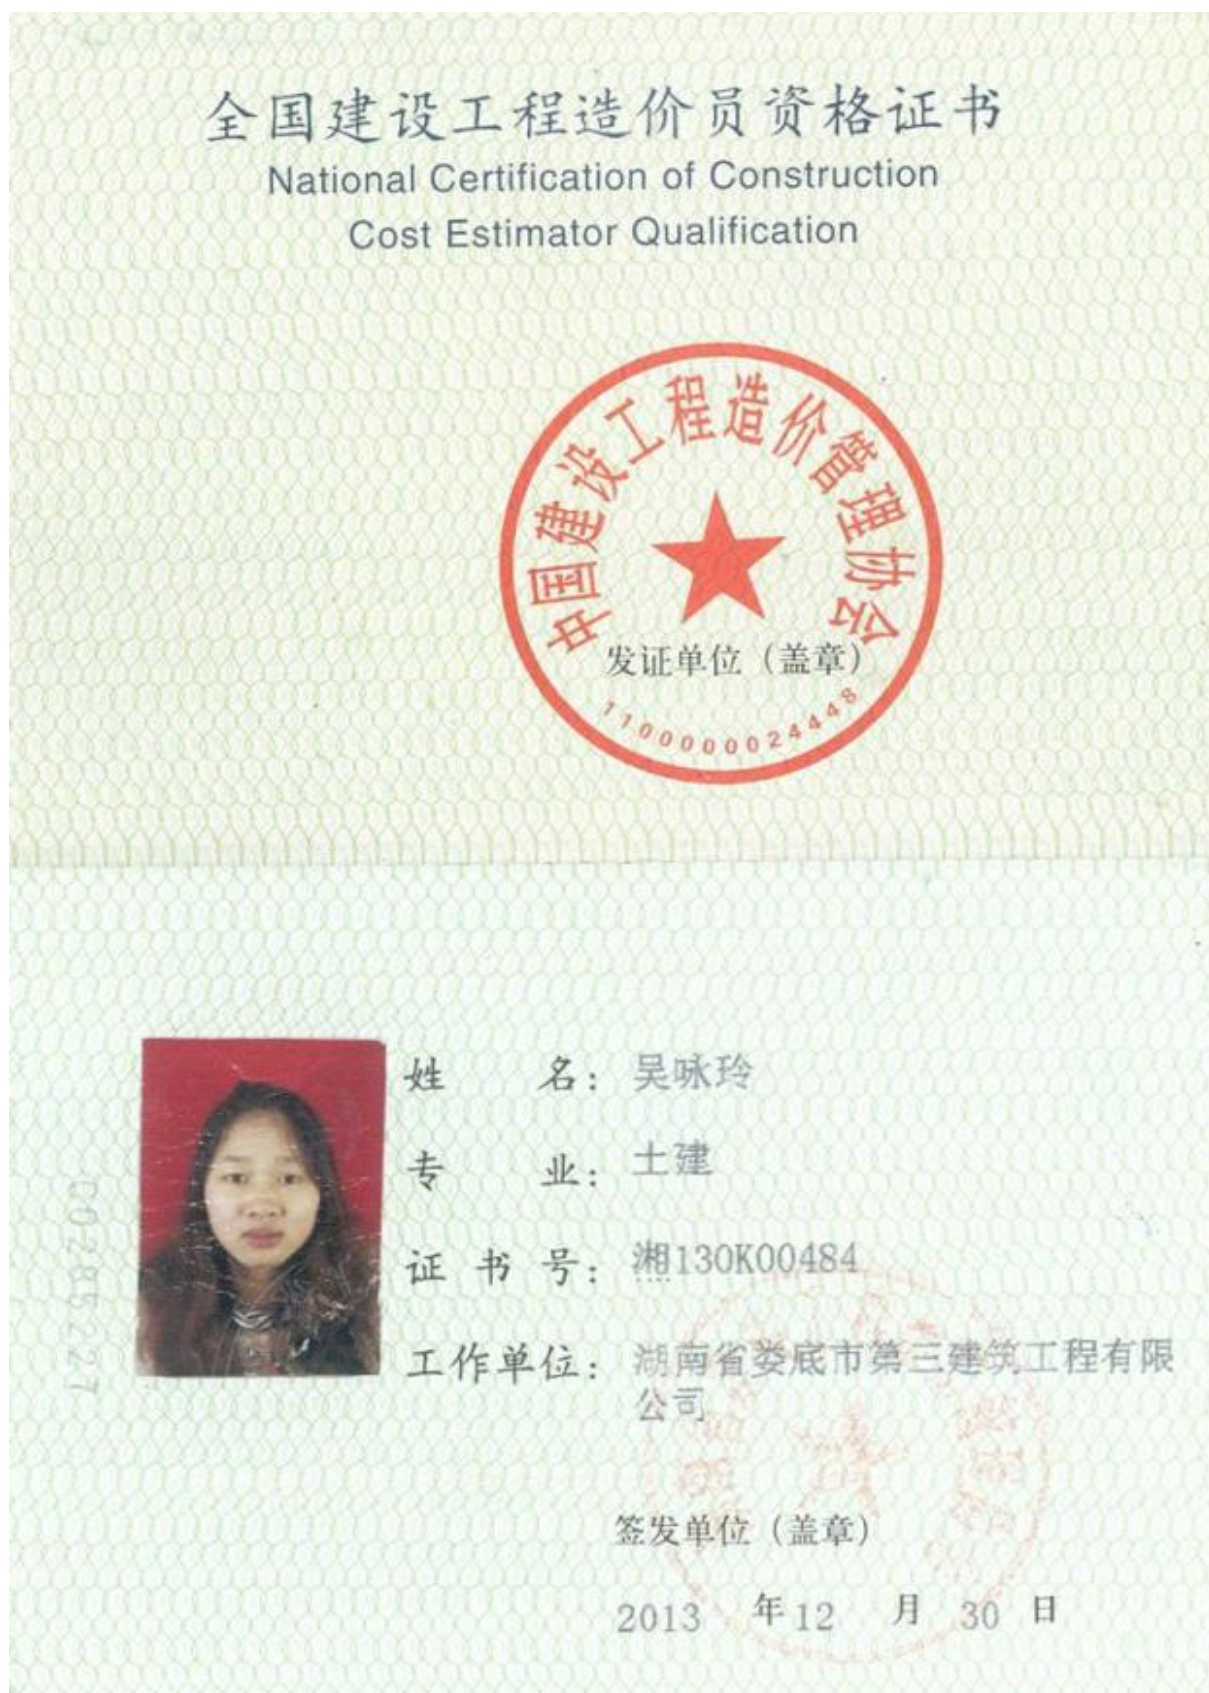 全国建设工程造价员资格证书
National Certification of Construction
Cost Estimator Qualification
中国建设工程造价管理协会
发证单位（盖章）
1100000024448
姓 名： 吴咏玲
专 业： 土建
证 书 号： 湘130K00484
工作单位： 湖南省娄底市第三建筑工程有限
公司
签发单位（盖章）
2013 年 12 月 30 日